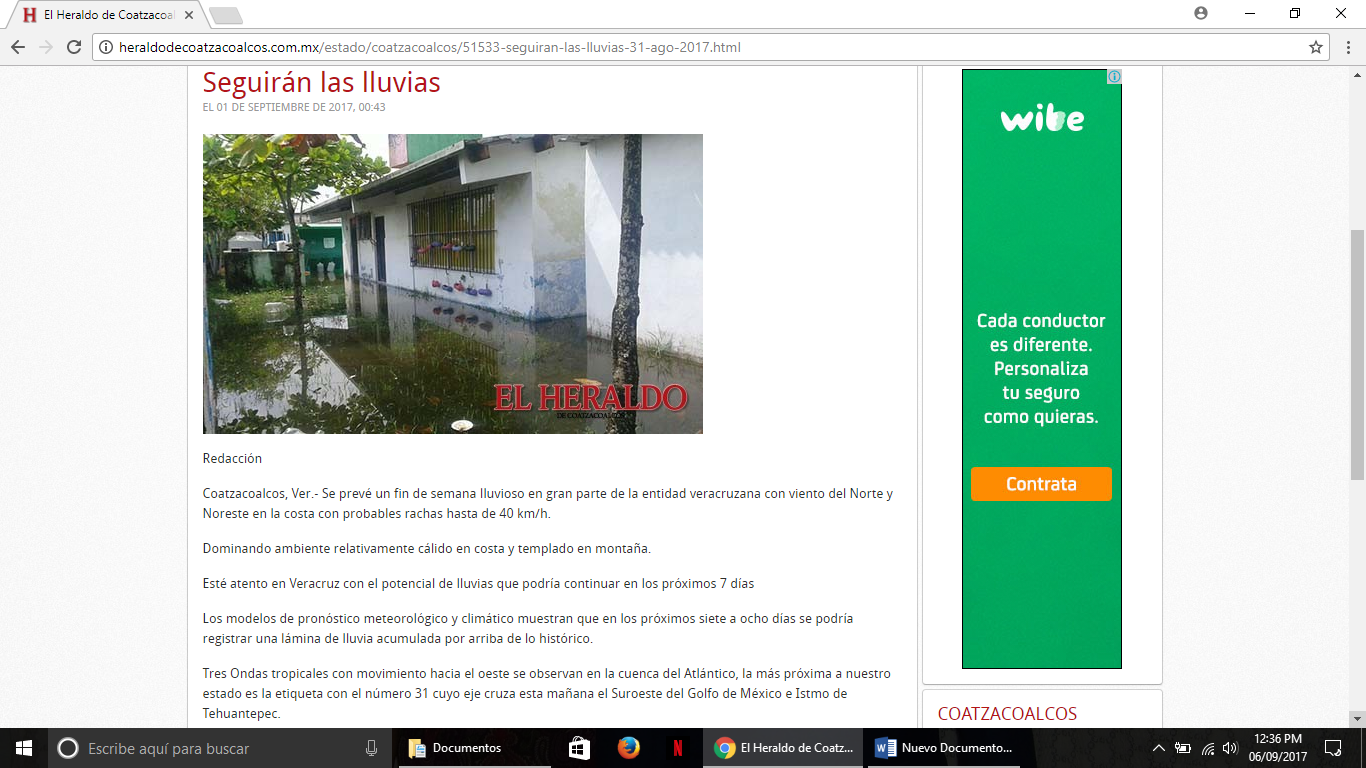 El Heraldo de Coatzacoal
heraldodecoatzacoalcos.com.mx/estado/coatzacoalcos/51533-seguiran-las-lluvias-31-ago-2017.html
Seguirán las lluvias
EL 01 DE SEPTIEMBRE DE 2017, 00:43
EL HERALDO
DE COATZACOALCOS
Redacción
Coatzacoalcos, Ver.- Se prevé un fin de semana lluvioso en gran parte de la entidad veracruzana con viento del Norte y
Noreste en la costa con probables rachas hasta de 40 km/h.
Dominando ambiente relativamente cálido en costa y templado en montaña.
Esté atento en Veracruz con el potencial de lluvias que podría continuar en los próximos 7 días
Los modelos de pronóstico meteorológico y climático muestran que en los próximos siete a ocho días se podría
registrar una lámina de lluvia acumulada por arriba de lo histórico.
Tres Ondas tropicales con movimiento hacia el oeste se observan en la cuenca del Atlántico, la más próxima a nuestro
estado es la etiqueta con el número 31 cuyo eje cruza esta mañana el Suroeste del Golfo de México e Istmo de
Tehuantepec.
wibe
Cada conductor
es diferente.
Personaliza
tu seguro
como quieras.
Contrata
COATZACOALCOS
Escribe aquí para buscar
Documentos
El Heraldo de Coatz...
Nuevo Documento...
12:36 PM
06/09/2017